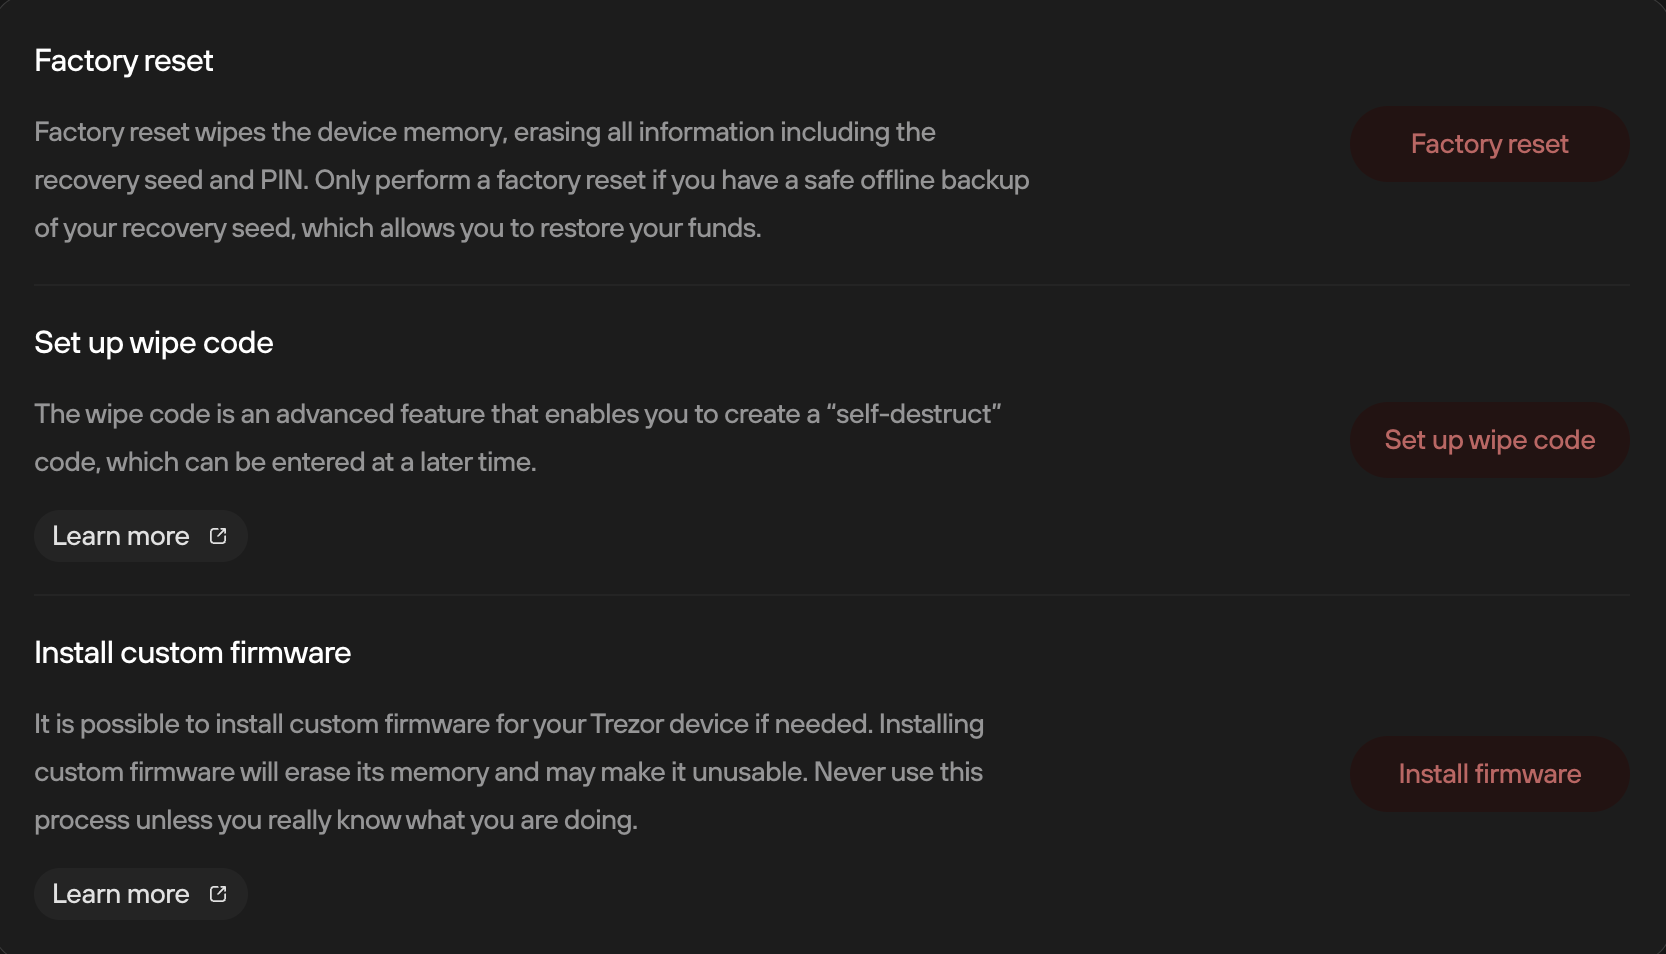 Factory reset
Factory reset wipes the device memory, erasing all information including the
recovery seed and PIN. Only perform a factory reset if you have a safe offline backup
of your recovery seed, which allows you to restore your funds.
Factory reset
Set up wipe code
The wipe code is an advanced feature that enables you to create a “self-destruct”
code, which can be entered at a later time.
Learn more
Set up wipe code
Install custom firmware
It is possible to install custom firmware for your Trezor device if needed. Installing
custom firmware will erase its memory and may make it unusable. Never use this
process unless you really know what you are doing.
Learn more
Install firmware